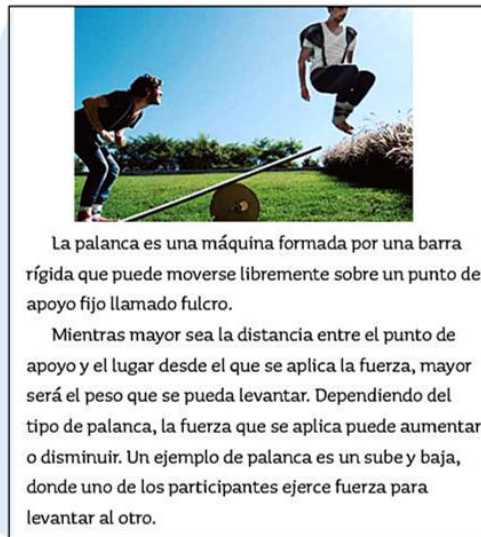 La palanca es una máquina formada por una barra
rígida que puede moverse libremente sobre un punto de
apoyo fijo llamado fulcro.
Mientras mayor sea la distancia entre el punto de
apoyo y el lugar desde el que se aplica la fuerza, mayor
será el peso que se pueda levantar. Dependiendo del
tipo de palanca, la fuerza que se aplica puede aumentar
o disminuir. Un ejemplo de palanca es un sube y baja,
donde uno de los participantes ejerce fuerza para
levantar al otro.